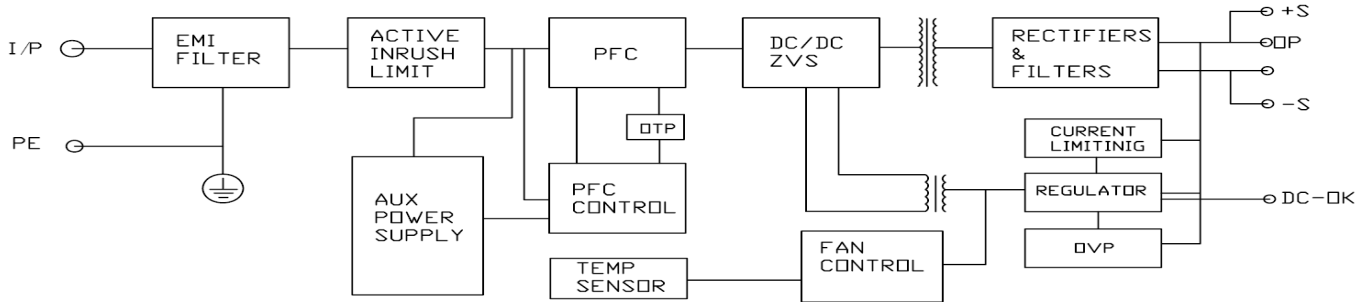 I/P
EMI
FILTER
ACTIVE
INRUSH
LIMIT
PFC
DC/DC
ZVS
RECTIFIERS
&
FILTERS
+S
OP
-S
PE
OTP
CURRENT
LIMITINIG
AUX
POWER
SUPPLY
PFC
CONTROL
REGULATOR
DC-OK
FAN
CONTROL
OVP
TEMP
SENSOR